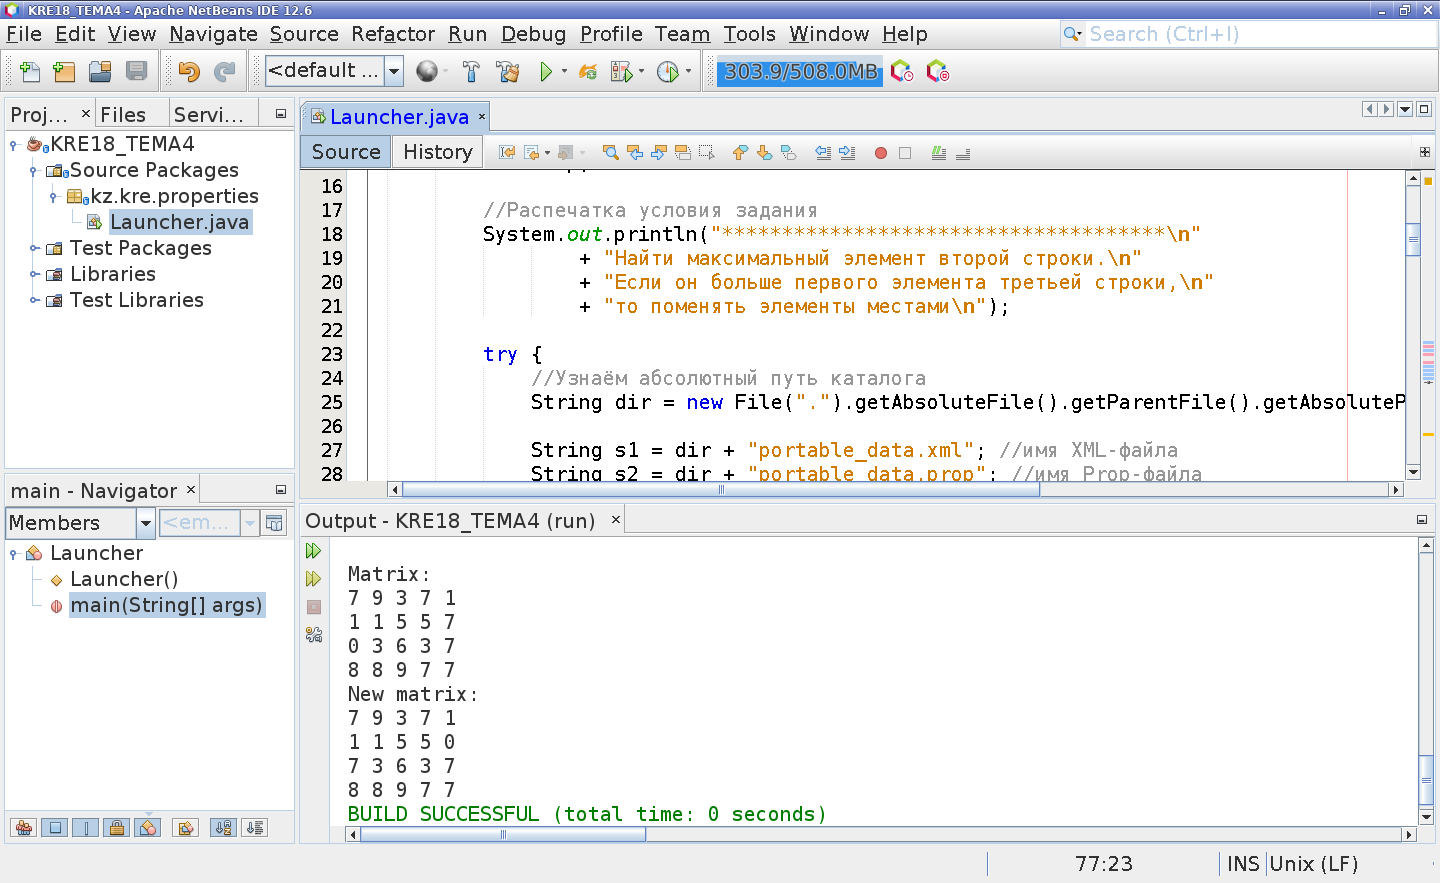 KRE18_TEMA4 - Apache NetBeans IDE 12.6
File Edit View Navigate Source Refactor Run Debug Profile Team Tools Window Help
Search (Ctrl+I)
<default ...
303.9/508.0MB
Proj... × Files Servi...
KRE18_TEMA4
Source Packages
kz.kre.properties
Launcher.java
Test Packages
Libraries
Test Libraries
main - Navigator ×
Members
<em...
Launcher
Launcher()
main(String[] args)
Launcher.java ×
Source History
16
17 //Распечатка условия задания
18 System.out.println("*************************************\n"
19 + "Найти максимальный элемент второй строки.\n"
20 + "Если он больше первого элемента третьей строки,\n"
21 + "то поменять элементы местами\n");
22
23 try {
24 //Узнаём абсолютный путь каталога
25 String dir = new File(".").getAbsoluteFile().getParentFile().getAbsoluteP
26
27 String s1 = dir + "portable_data.xml"; //имя XML-файла
28 String s2 = dir + "portable_data.prop"; //имя Prop-файла
Output - KRE18_TEMA4 (run) ×
Matrix:
7 9 3 7 1
1 1 5 5 7
0 3 6 3 7
8 8 9 7 7
New matrix:
7 9 3 7 1
1 1 5 5 0
7 3 6 3 7
8 8 9 7 7
BUILD SUCCESSFUL (total time: 0 seconds)
77:23 INS Unix (LF)